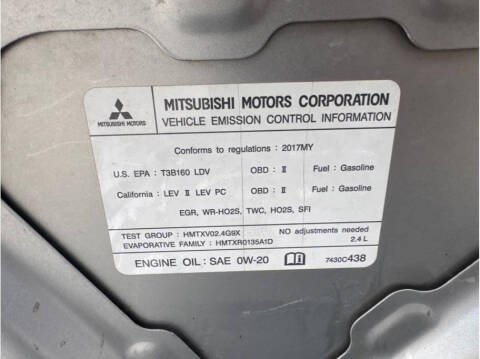 MITSUBISHI MOTORS CORPORATION
VEHICLE EMISSION CONTROL INFORMATION
MITSUBISHI MOTORS
Conforms to regulations : 2017MY
U.S. EPA : T3B160 LDV OBD : II Fuel : Gasoline
California : LEV II LEV PC OBD : II Fuel : Gasoline
EGR, WR-HO2S, TWC, HO2S, SFI
TEST GROUP : HMTXV02.4G9X NO adjustments needed
EVAPORATIVE FAMILY : HMTXR0135A1D 2.4 L
ENGINE OIL : SAE 0W-20 7430C438